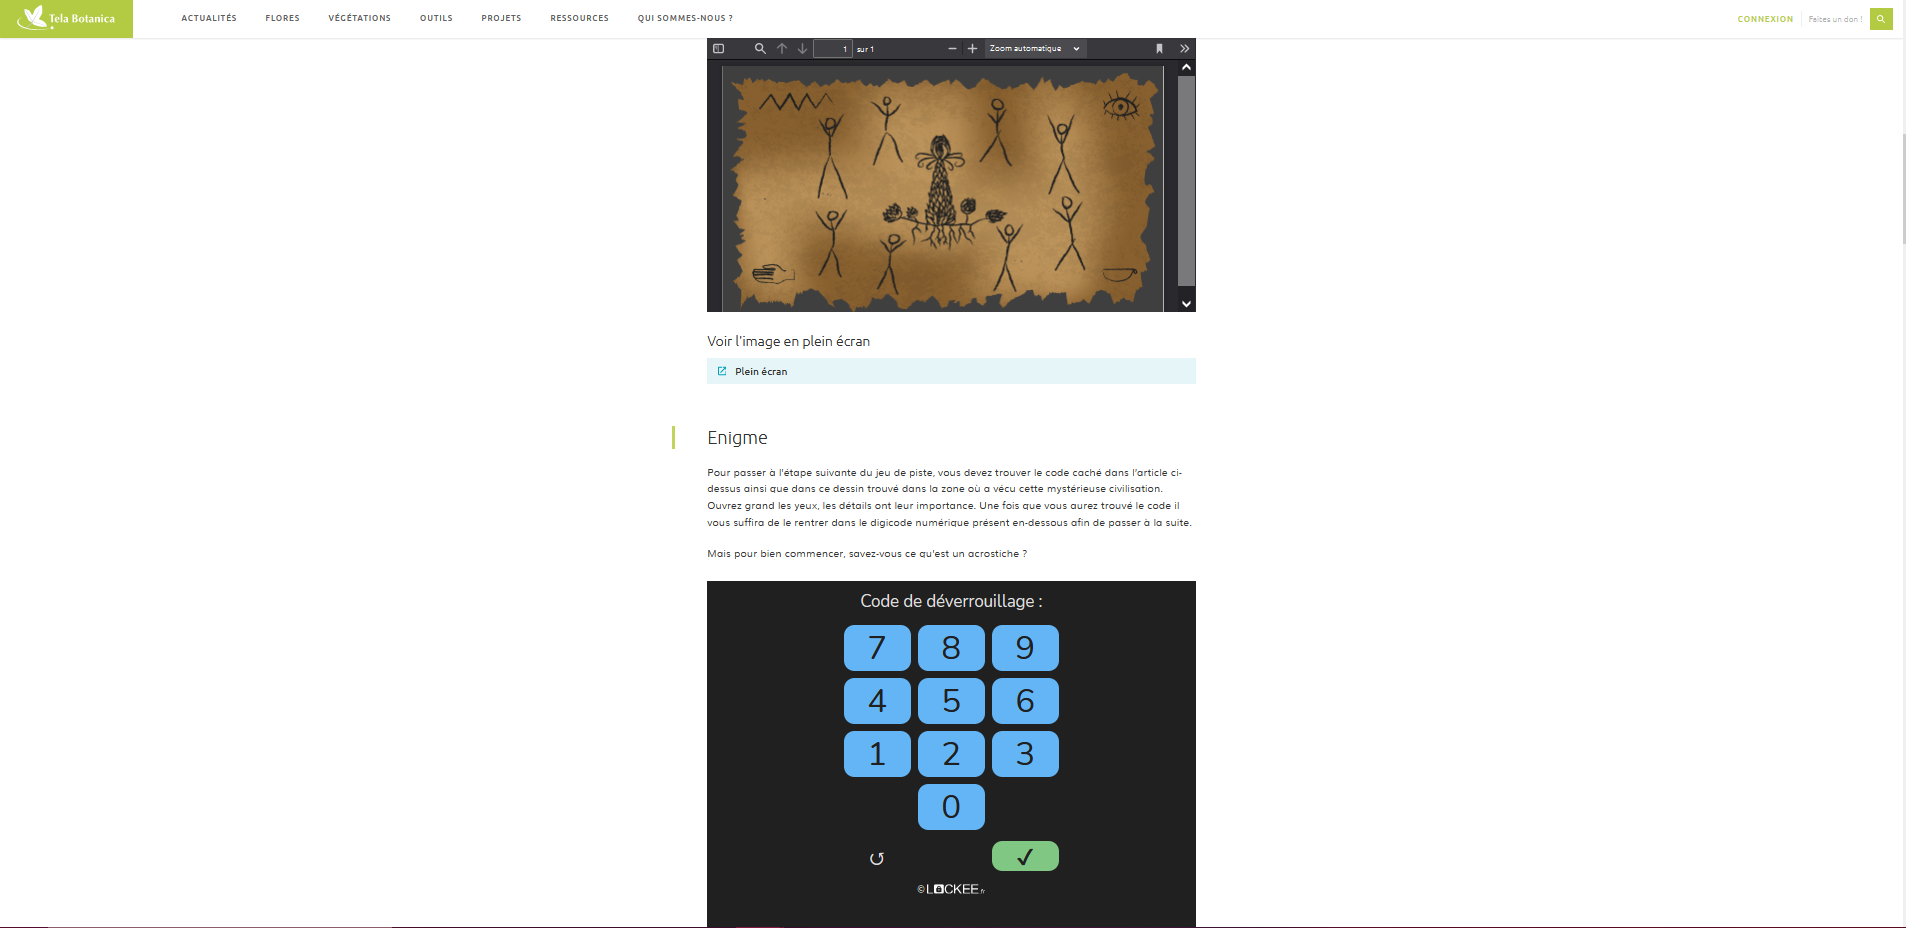 Tela Botanica
ACTUALITÉS FLORES VÉGÉTATIONS OUTILS PROJETS RESSOURCES QUI SOMMES-NOUS ?
CONNEXION Faites un don !
1 sur 1 Zoom automatique
Voir l'image en plein écran
Plein écran
Enigme
Pour passer à l'étape suivante du jeu de piste, vous devez trouver le code caché dans l'article ci-
dessus ainsi que dans ce dessin trouvé dans la zone où a vécu cette mystérieuse civilisation.
Ouvrez grand les yeux, les détails ont leur importance. Une fois que vous aurez trouvé le code il
vous suffira de le rentrer dans le digicode numérique présent en-dessous afin de passer à la suite.
Mais pour bien commencer, savez-vous ce qu'est un acrostiche ?
Code de déverrouillage :
7 8 9
4 5 6
1 2 3
0
© LOCKEE.fr